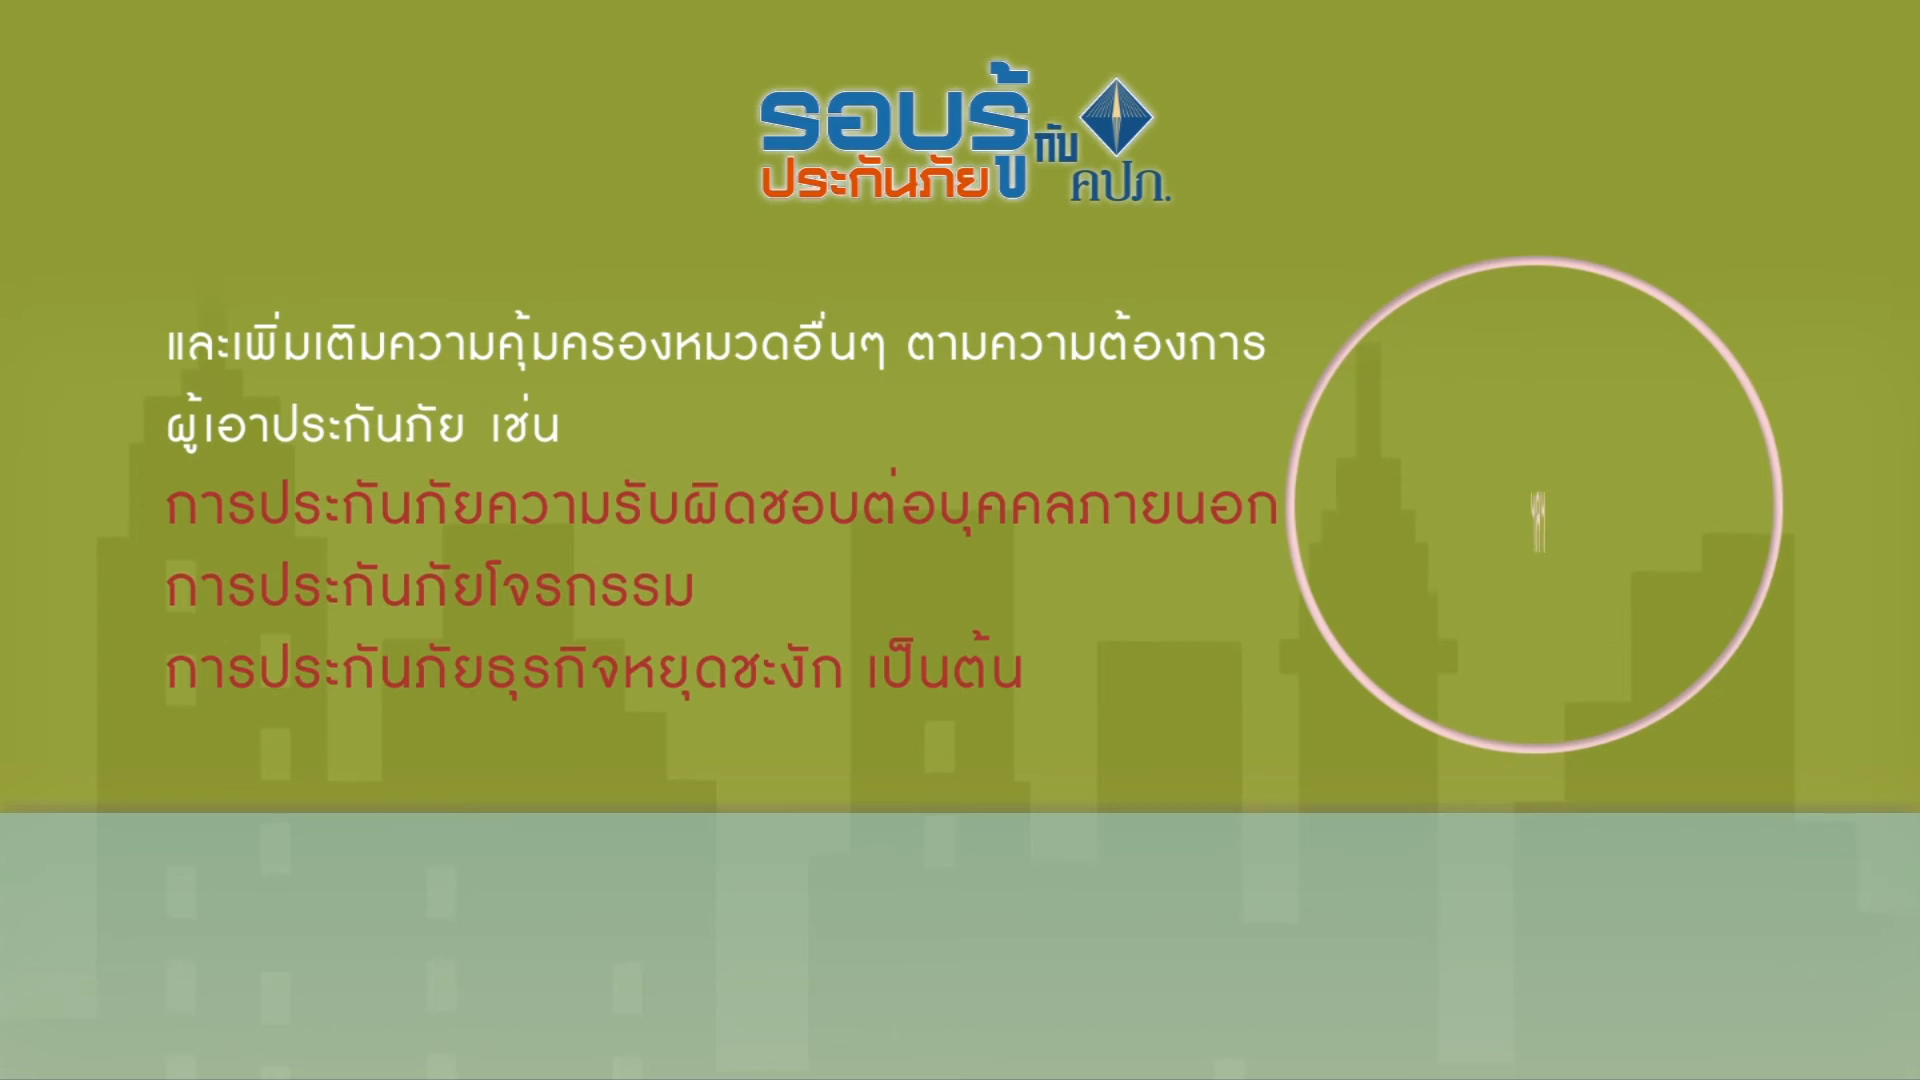 รอบรู้
ประกันภัย
กับ
คปภ.
และเพิ่มเติมความคุ้มครองหมวดอื่นๆ ตามความต้องการ
ผู้เอาประกันภัย เช่น
การประกันภัยความรับผิดชอบต่อบุคคลภายนอก
การประกันภัยโจรกรรม
การประกันภัยธุรกิจหยุดชะงัก เป็นต้น